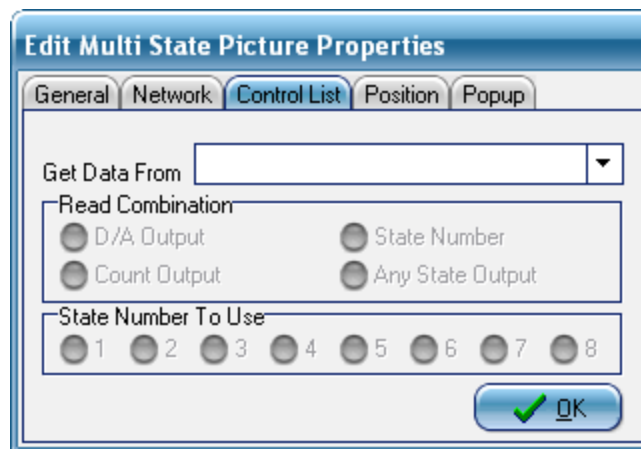 Edit Multi State Picture Properties
General Network Control List Position Popup
Get Data From
Read Combination
D/A Output State Number
Count Output Any State Output
State Number To Use
1 2 3 4 5 6 7 8
OK